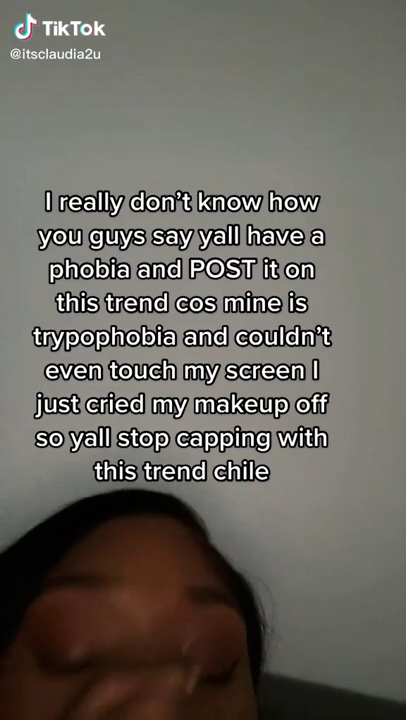 TikTok
@itsclaudia2u
I really don't know how
you guys say yall have a
phobia and POST it on
this trend cos mine is
trypophobia and couldn't
even touch my screen I
just cried my makeup off
so yall stop capping with
this trend chile